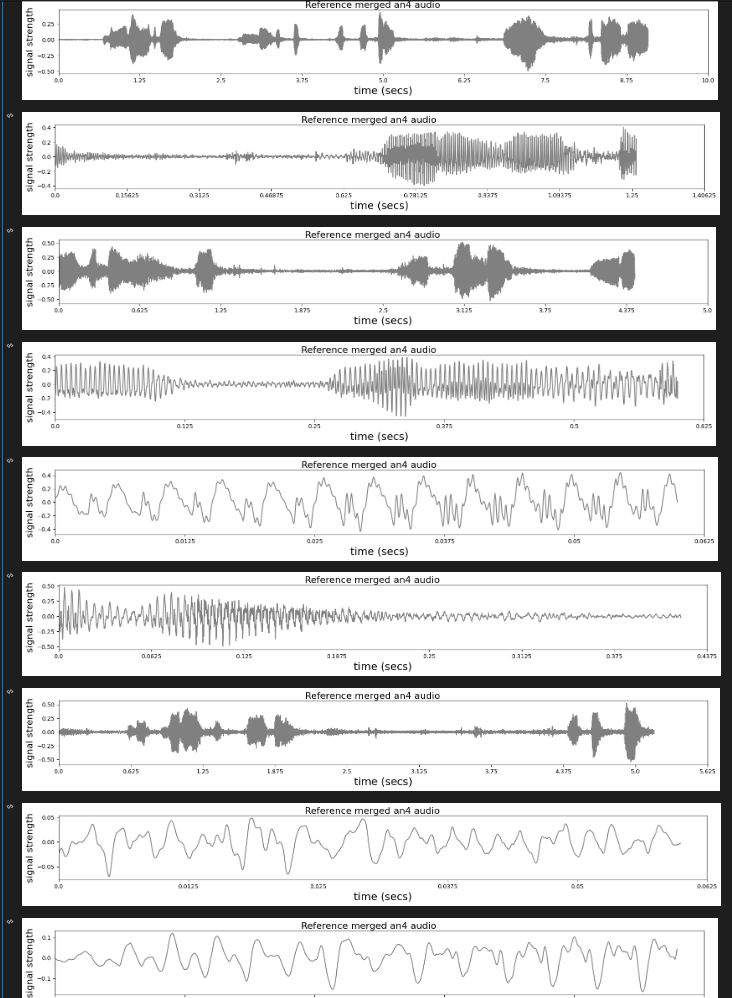 Reference merged an4 audio
signal strength
0.25
0.00
−0.25
−0.50
0.0 1.25 2.5 3.75 5.0 6.25 7.5 8.75 10.0
time (secs)
Reference merged an4 audio
signal strength
0.4
0.2
0.0
−0.2
−0.4
0.0 0.15625 0.3125 0.46875 0.625 0.78125 0.9375 1.09375 1.25 1.40625
time (secs)
Reference merged an4 audio
signal strength
0.50
0.25
0.00
−0.25
−0.50
0.0 0.625 1.25 1.875 2.5 3.125 3.75 4.375 5.0
time (secs)
Reference merged an4 audio
signal strength
0.4
0.2
0.0
−0.2
−0.4
0.0 0.125 0.25 0.375 0.5 0.625
time (secs)
Reference merged an4 audio
signal strength
0.4
0.2
0.0
−0.2
−0.4
0.0 0.0125 0.025 0.0375 0.05 0.0625
time (secs)
Reference merged an4 audio
signal strength
0.50
0.25
0.00
−0.25
−0.50
0.0 0.0625 0.125 0.1875 0.25 0.3125 0.375 0.4375
time (secs)
Reference merged an4 audio
signal strength
0.50
0.25
0.00
−0.25
−0.50
0.0 0.625 1.25 1.875 2.5 3.125 3.75 4.375 5.0 5.625
time (secs)
Reference merged an4 audio
signal strength
0.05
0.00
−0.05
0.0 0.0125 0.025 0.0375 0.05 0.0625
time (secs)
Reference merged an4 audio
signal strength
0.1
0.0
−0.1